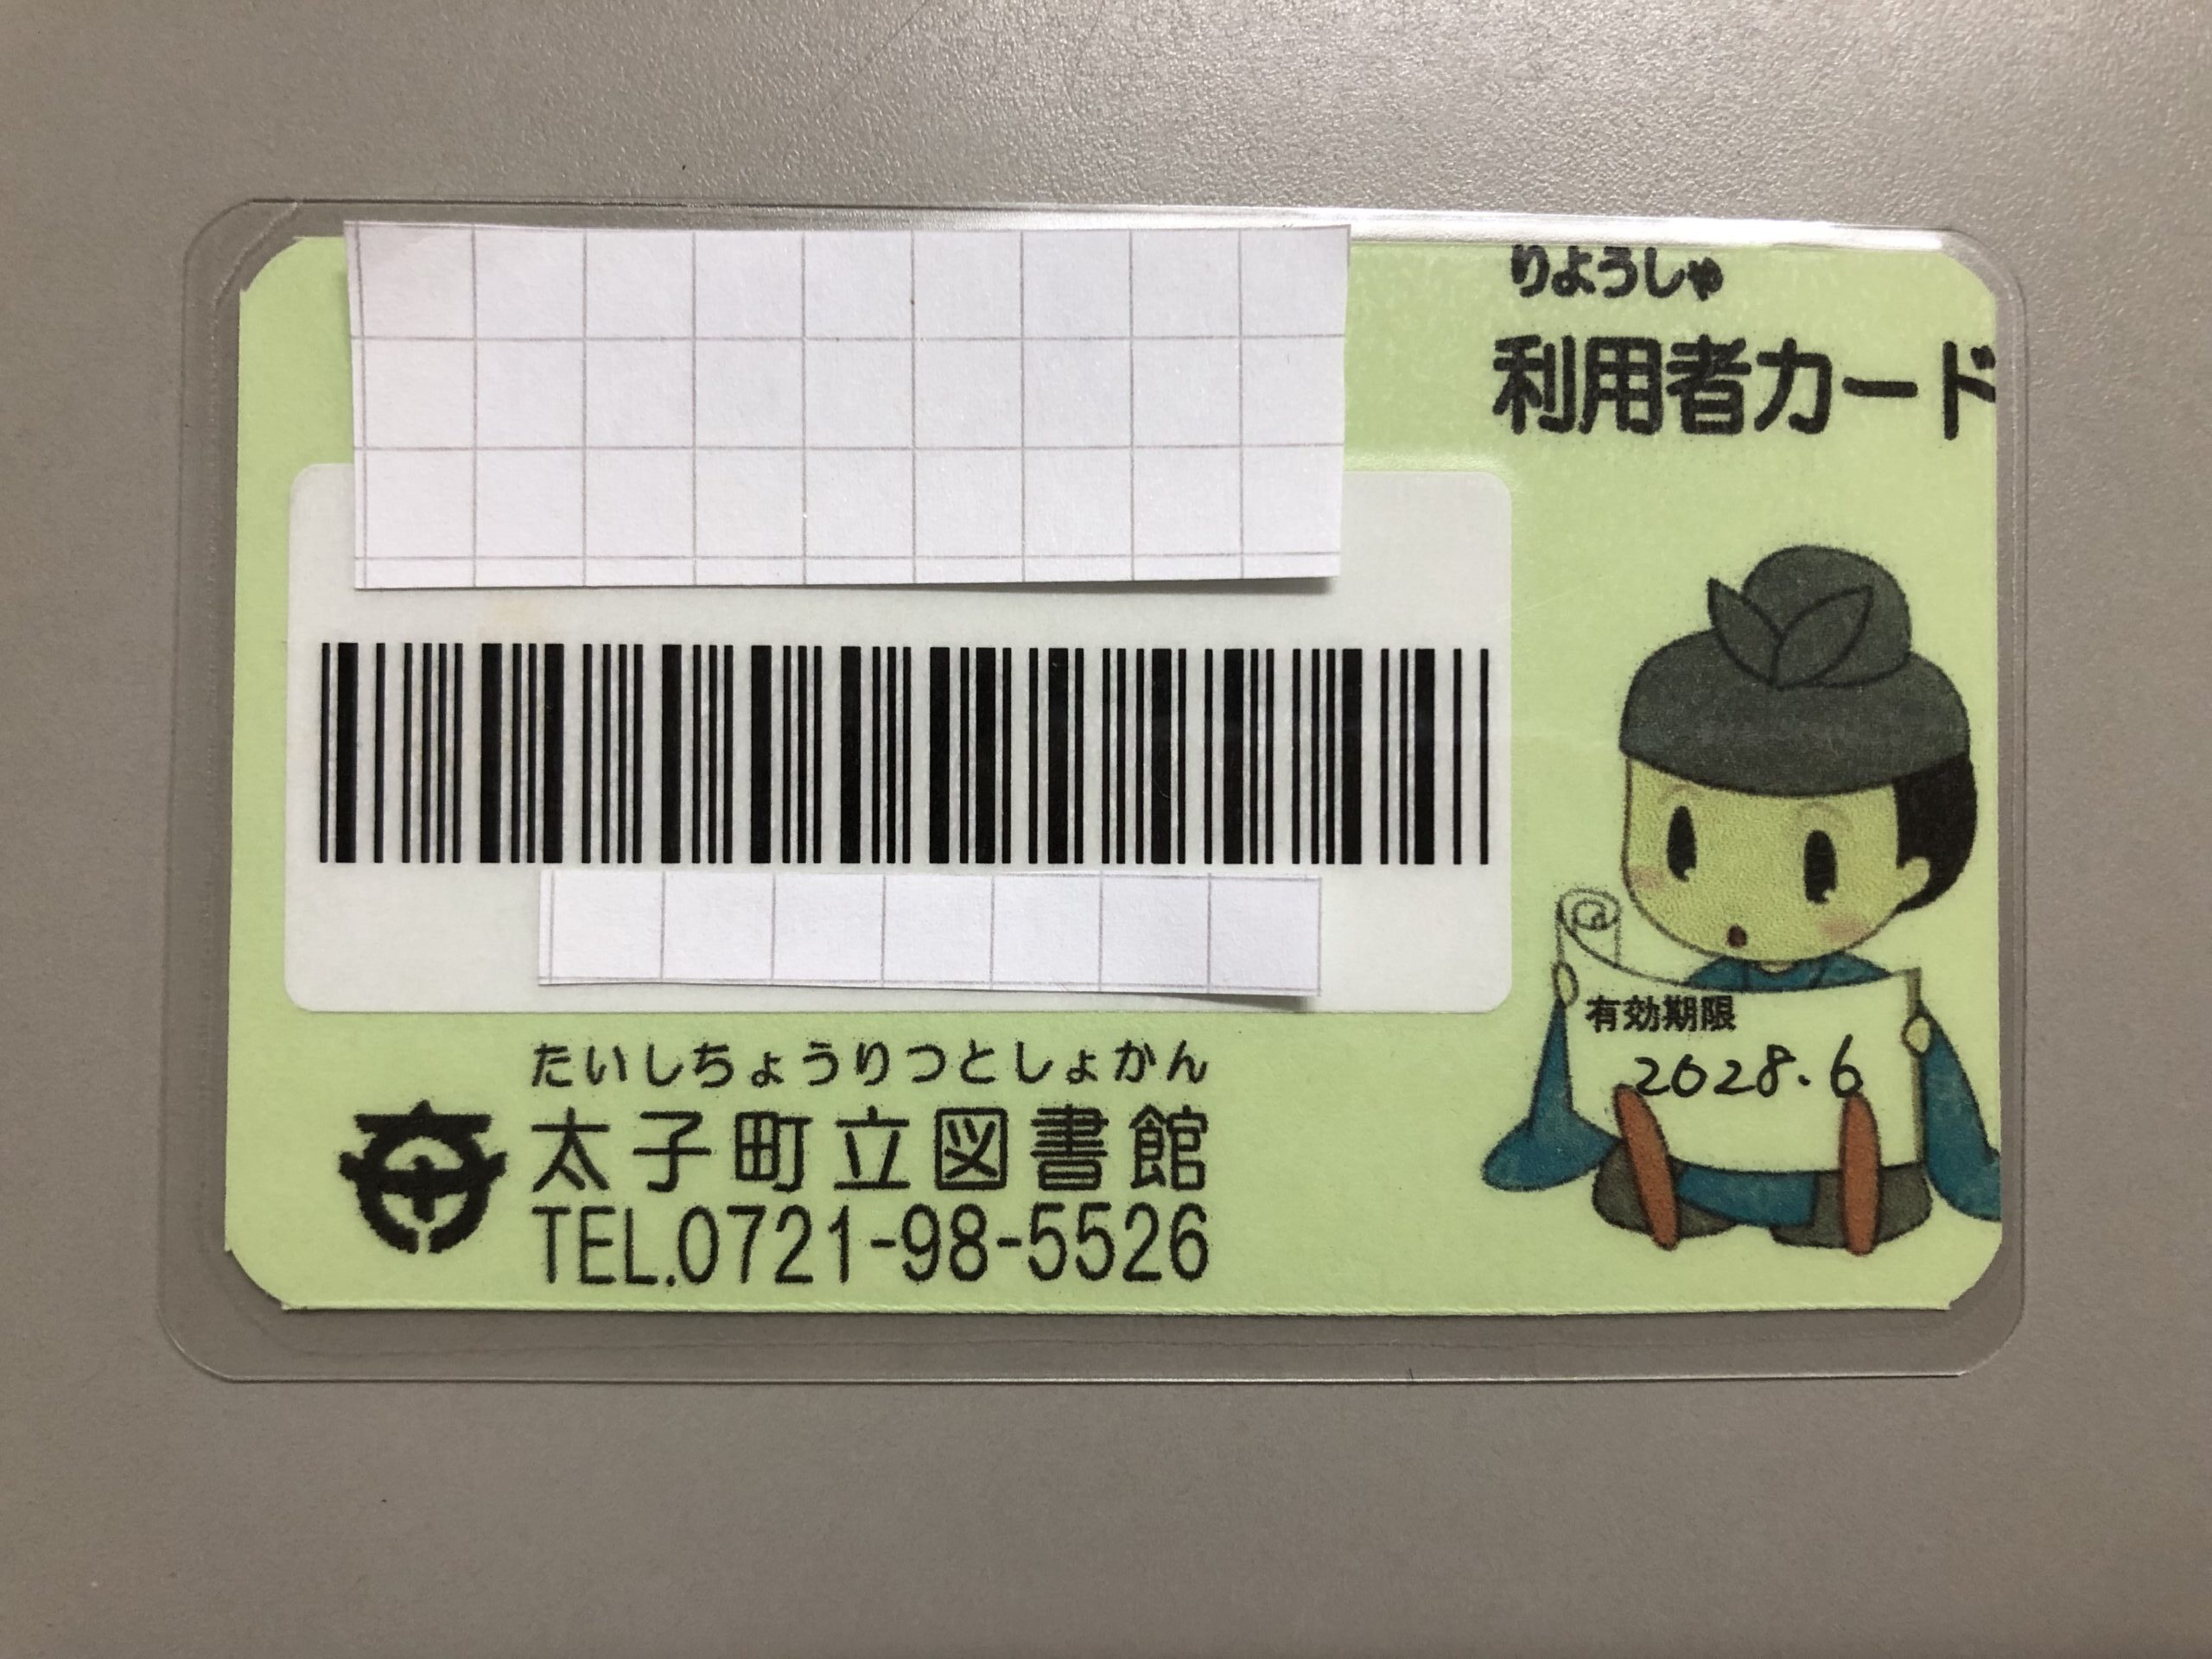 りようしゃ
利用者カード
有効期限
2028.6
たいしちょうりつとしょかん
太子町立図書館
TEL.0721-98-5526